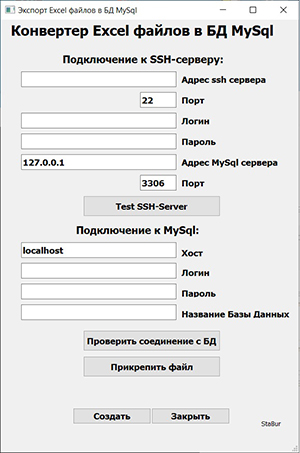 Экспорт Excel файлов в БД MySql
Конвертер Excel файлов в БД MySql
Подключение к SSH-серверу:
Адрес ssh сервера
22 Порт
Логин
Пароль
127.0.0.1 Адрес MySql сервера
3306 Порт
Test SSH-Server
Подключение к MySql:
localhost Хост
Логин
Пароль
Название Базы Данных
Проверить соединение с БД
Прикрепить файл
Создать Закрыть
StaBur